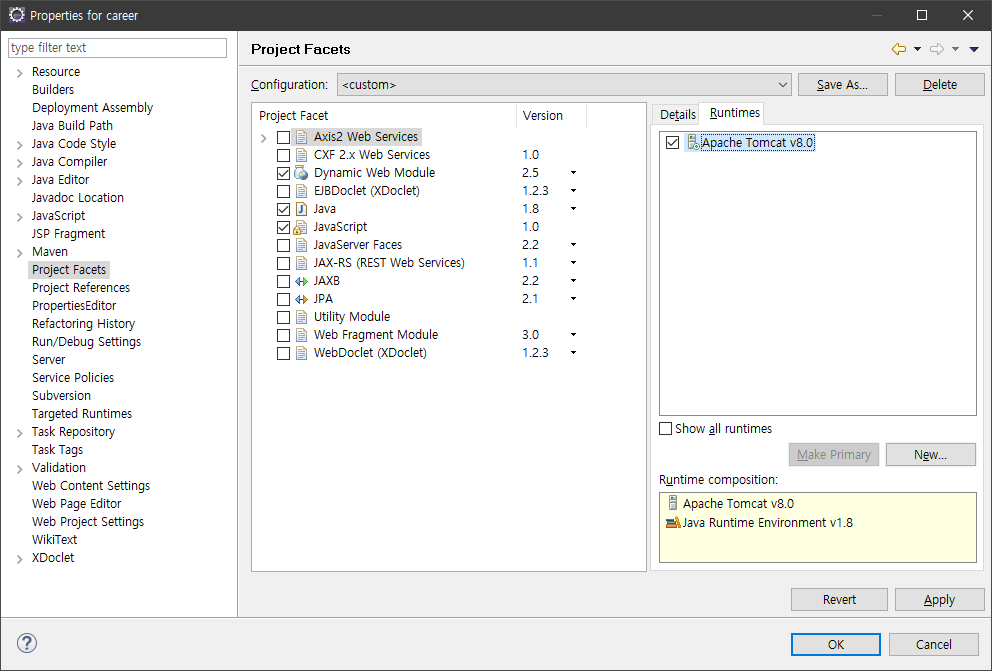 Properties for career
type filter text
Resource
Builders
Deployment Assembly
Java Build Path
Java Code Style
Java Compiler
Java Editor
Javadoc Location
JavaScript
JSP Fragment
Maven
Project Facets
Project References
PropertiesEditor
Refactoring History
Run/Debug Settings
Server
Service Policies
Subversion
Targeted Runtimes
Task Repository
Task Tags
Validation
Web Content Settings
Web Page Editor
Web Project Settings
WikiText
XDoclet
Project Facets
Configuration: <custom> Save As... Delete
Project Facet Version
Axis2 Web Services
CXF 2.x Web Services 1.0
Dynamic Web Module 2.5
EJBDoclet (XDoclet) 1.2.3
Java 1.8
JavaScript 1.0
JavaServer Faces 2.2
JAX-RS (REST Web Services) 1.1
JAXB 2.2
JPA 2.1
Utility Module
Web Fragment Module 3.0
WebDoclet (XDoclet) 1.2.3
Details Runtimes
Apache Tomcat v8.0
Show all runtimes
Make Primary New...
Runtime composition:
Apache Tomcat v8.0
Java Runtime Environment v1.8
Revert Apply
OK Cancel